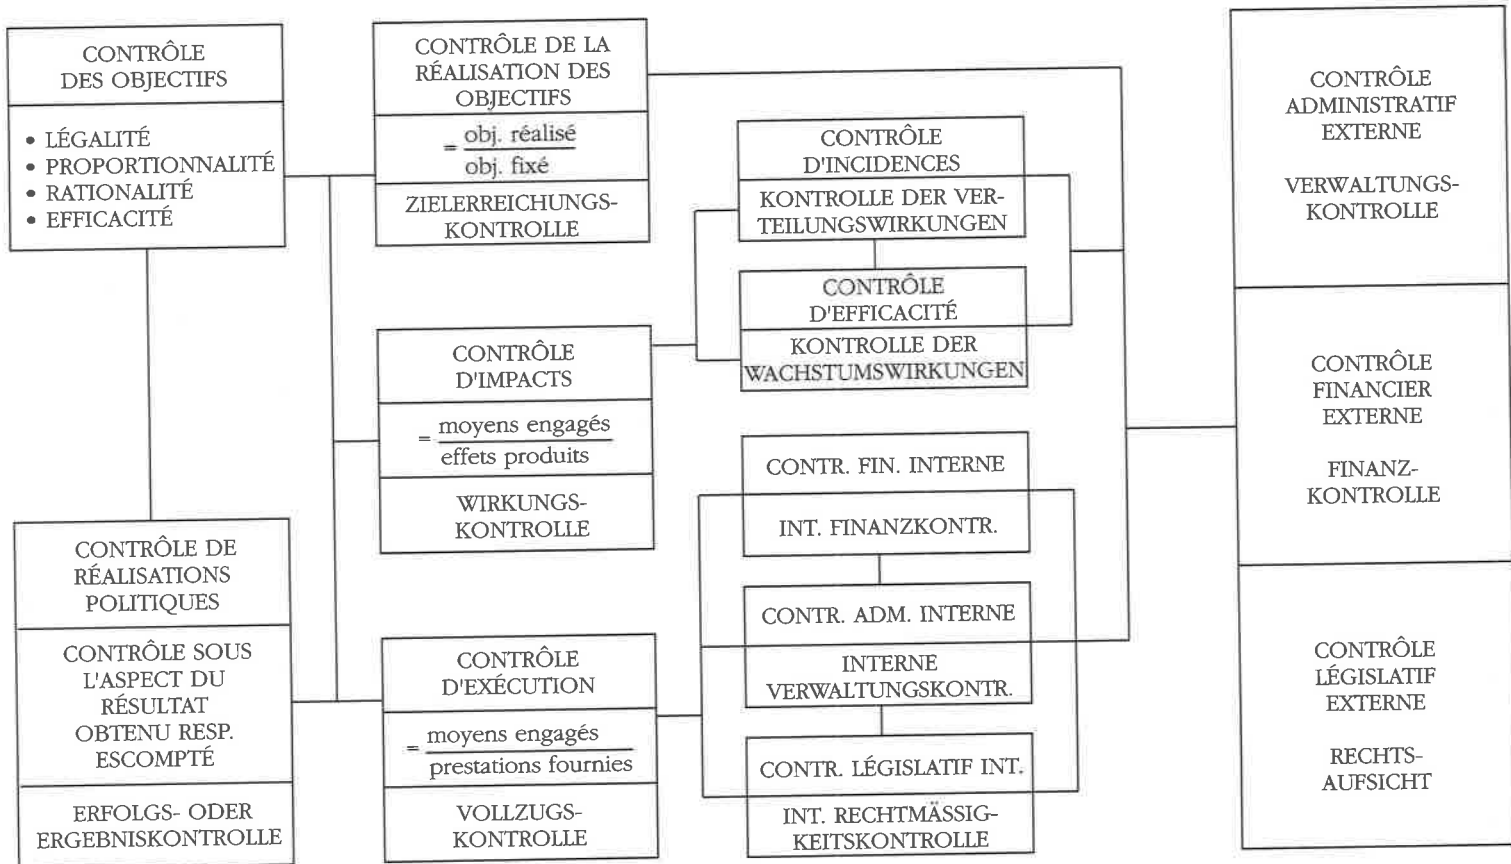 CONTRÔLE
DES OBJECTIFS
• LÉGALITÉ
• PROPORTIONNALITÉ
• RATIONALITÉ
• EFFICACITÉ
CONTRÔLE DE
RÉALISATIONS
POLITIQUES
CONTRÔLE SOUS
L'ASPECT DU
RÉSULTAT
OBTENU RESP.
ESCOMPTÉ
ERFOLGS- ODER
ERGEBNISKONTROLLE
CONTRÔLE DE LA
RÉALISATION DES
OBJECTIFS
= obj. réalisé
obj. fixé
ZIELERREICHUNGS-
KONTROLLE
CONTRÔLE
D'IMPACTS
= moyens engagés
effets produits
WIRKUNGS-
KONTROLLE
CONTRÔLE
D'EXÉCUTION
= moyens engagés
prestations fournies
VOLLZUGS-
KONTROLLE
CONTRÔLE
D'INCIDENCES
KONTROLLE DER VER-
TEILUNGSWIRKUNGEN
CONTRÔLE
D'EFFICACITÉ
KONTROLLE DER
WACHSTUMSWIRKUNGEN
CONTR. FIN. INTERNE
INT. FINANZKONTR.
CONTR. ADM. INTERNE
INTERNE
VERWALTUNGSKONTR.
CONTR. LÉGISLATIF INT.
INT. RECHTMÄSSIG-
KEITSKONTROLLE
CONTRÔLE
ADMINISTRATIF
EXTERNE
VERWALTUNGS-
KONTROLLE
CONTRÔLE
FINANCIER
EXTERNE
FINANZ-
KONTROLLE
CONTRÔLE
LÉGISLATIF
EXTERNE
RECHTS-
AUFSICHT